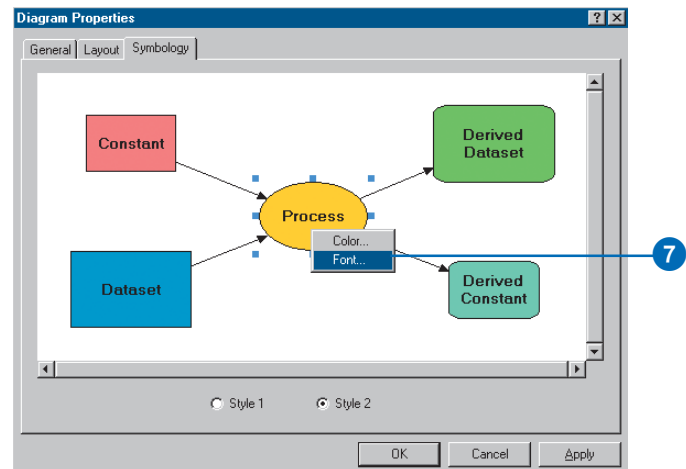 Diagram Properties
General Layout Symbology
Constant
Derived
Dataset
Process
Color...
Font...
7
Dataset
Derived
Constant
Style 1 Style 2
OK Cancel Apply